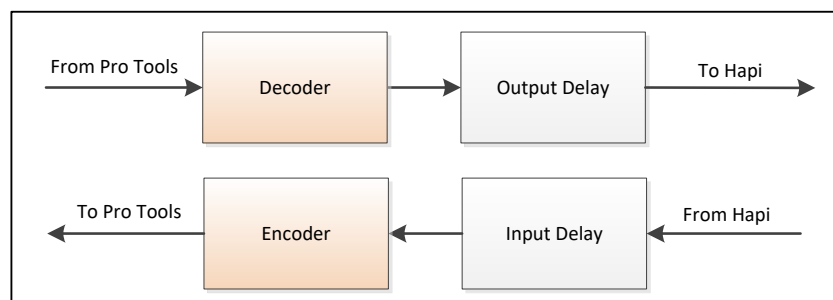 From Pro Tools
Decoder
Output Delay
To Hapi
To Pro Tools
Encoder
Input Delay
From Hapi